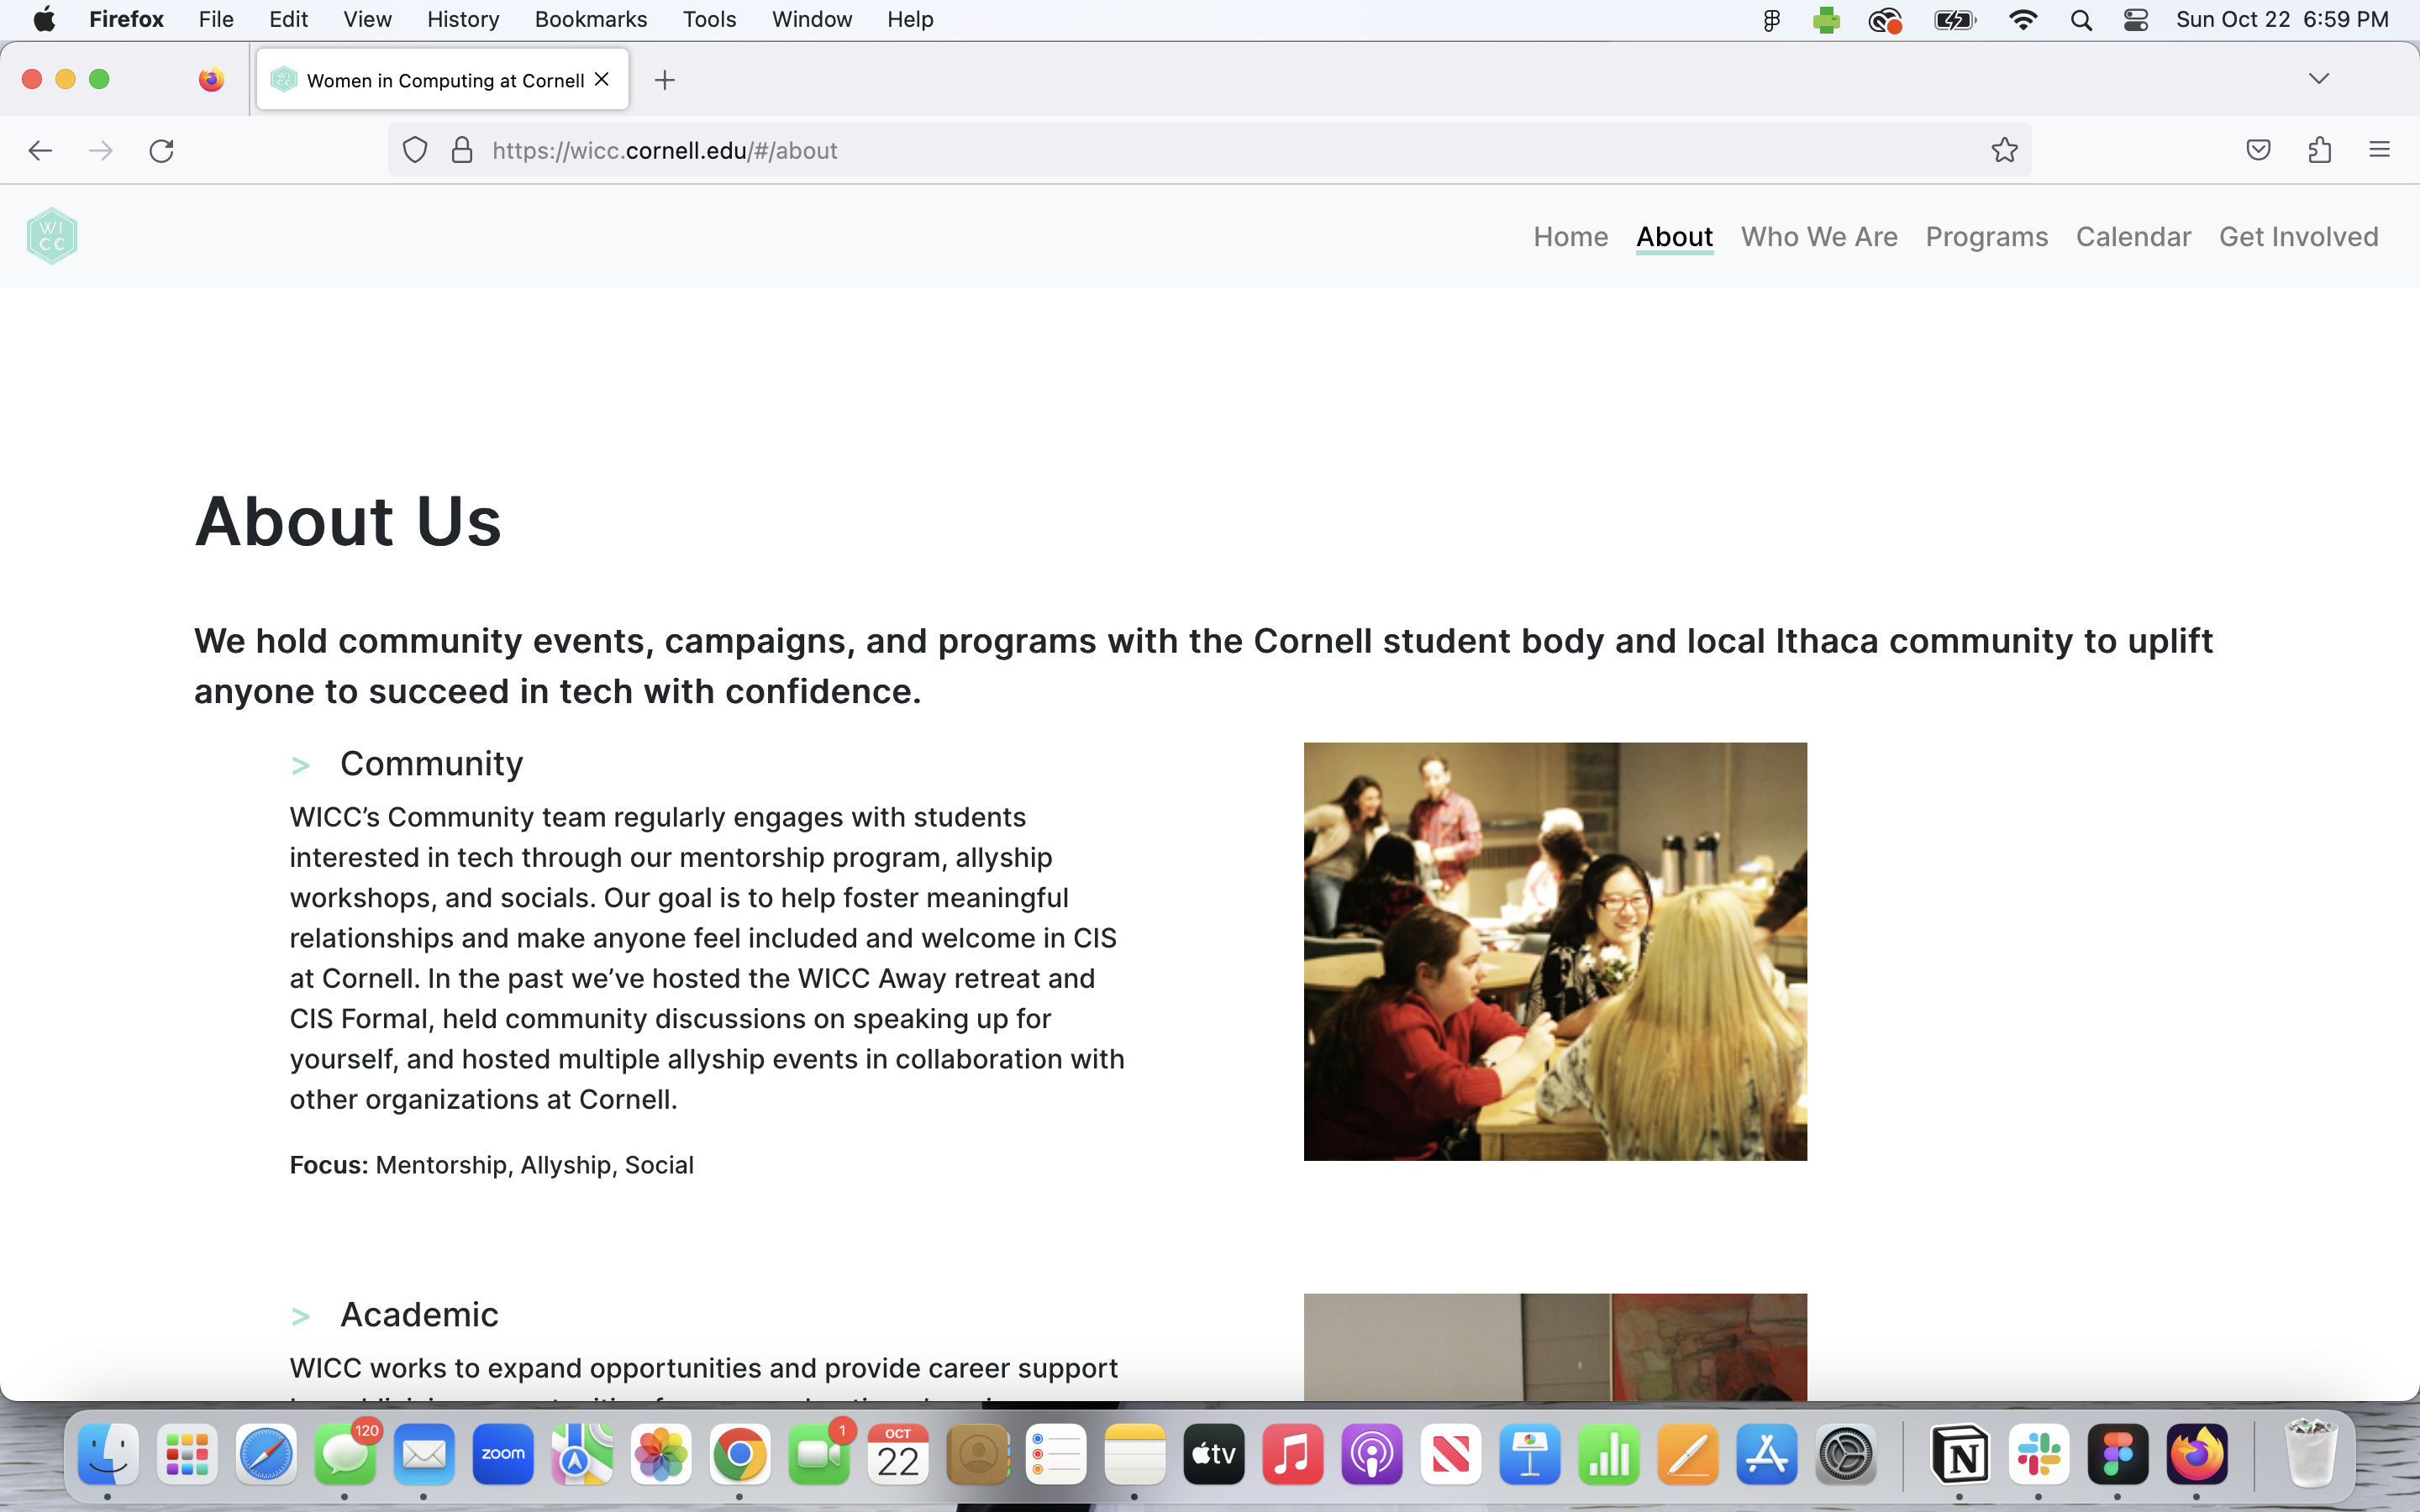 Firefox File Edit View History Bookmarks Tools Window Help Sun Oct 22 6:59 PM
Women in Computing at Cornell
https://wicc.cornell.edu/#/about
WI
CC
Home About Who We Are Programs Calendar Get Involved
About Us
We hold community events, campaigns, and programs with the Cornell student body and local Ithaca community to uplift
anyone to succeed in tech with confidence.
> Community
WICC’s Community team regularly engages with students
interested in tech through our mentorship program, allyship
workshops, and socials. Our goal is to help foster meaningful
relationships and make anyone feel included and welcome in CIS
at Cornell. In the past we’ve hosted the WICC Away retreat and
CIS Formal, held community discussions on speaking up for
yourself, and hosted multiple allyship events in collaboration with
other organizations at Cornell.
Focus: Mentorship, Allyship, Social
> Academic
WICC works to expand opportunities and provide career support
120 zoom 1 OCT 22 tv